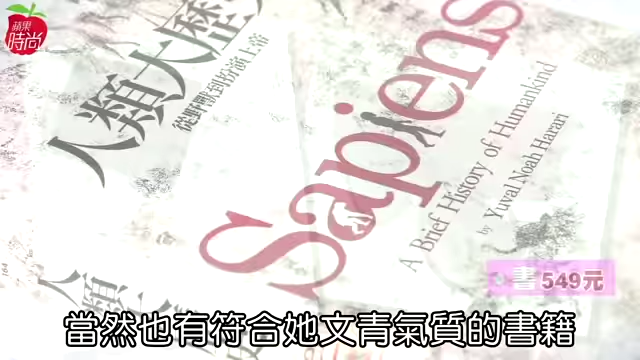 蘋果
時尚
人類大歷
從野獸到扮演上帝
Sapiens
A Brief History of Humankind
by Yuval Noah Harari
書 549元
人類
當然也有符合她文青氣質的書籍